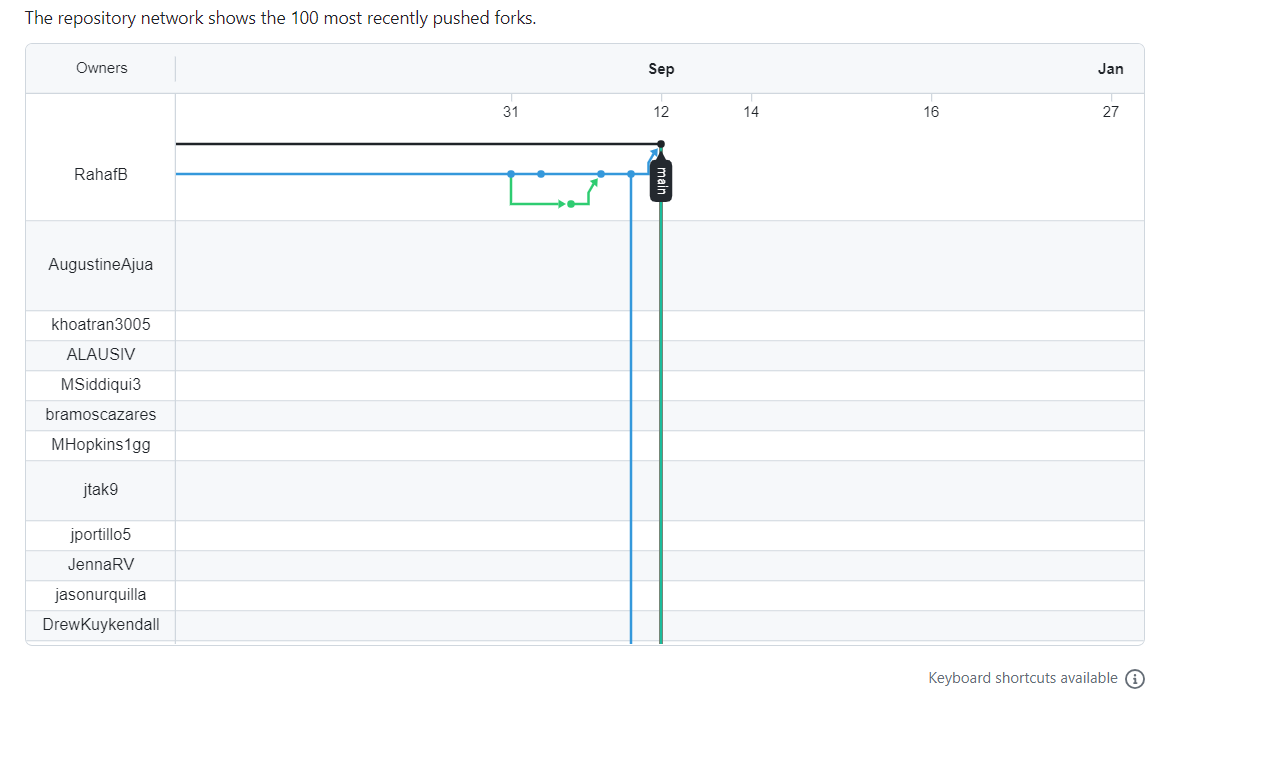 The repository network shows the 100 most recently pushed forks.
Owners
Sep
Jan
31
12
14
16
27
main
RahafB
AugustineAjua
khoatran3005
ALAUSIV
MSiddiqui3
bramoscazares
MHopkins1gg
jtak9
jportillo5
JennaRV
jasonurquilla
DrewKuykendall
Keyboard shortcuts available